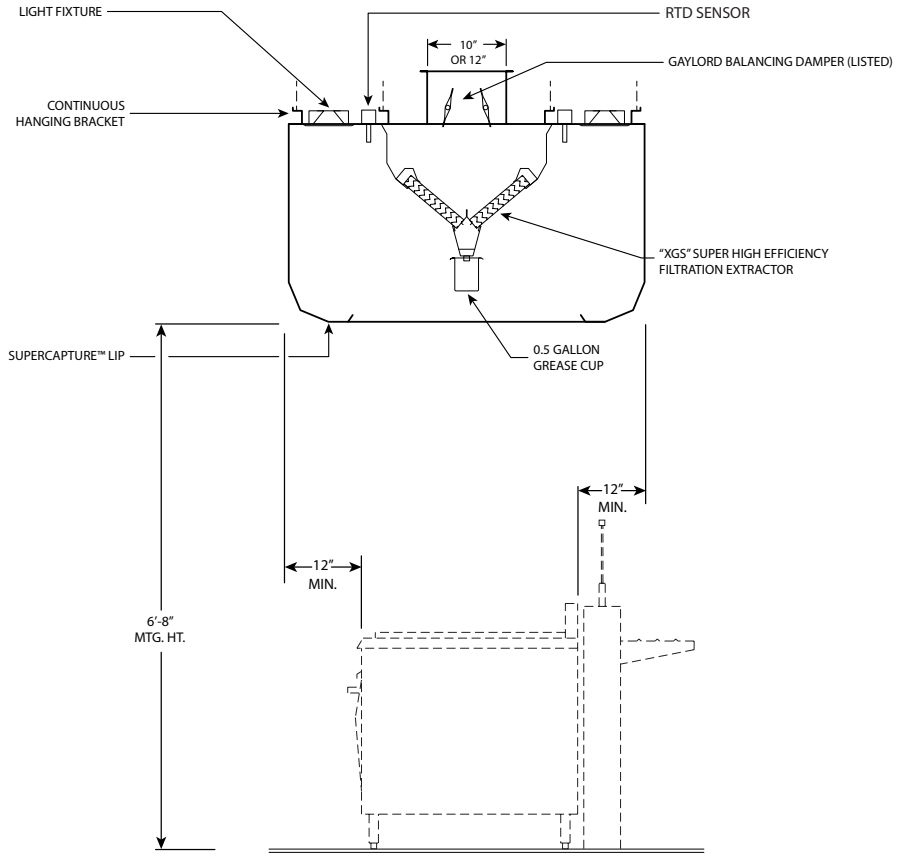 LIGHT FIXTURE
RTD SENSOR
10”
OR 12”
GAYLORD BALANCING DAMPER (LISTED)
CONTINUOUS
HANGING BRACKET
“XGS” SUPER HIGH EFFICIENCY
FILTRATION EXTRACTOR
SUPERCAPTURE™ LIP
0.5 GALLON
GREASE CUP
12”
MIN.
12”
MIN.
6’-8”
MTG. HT.